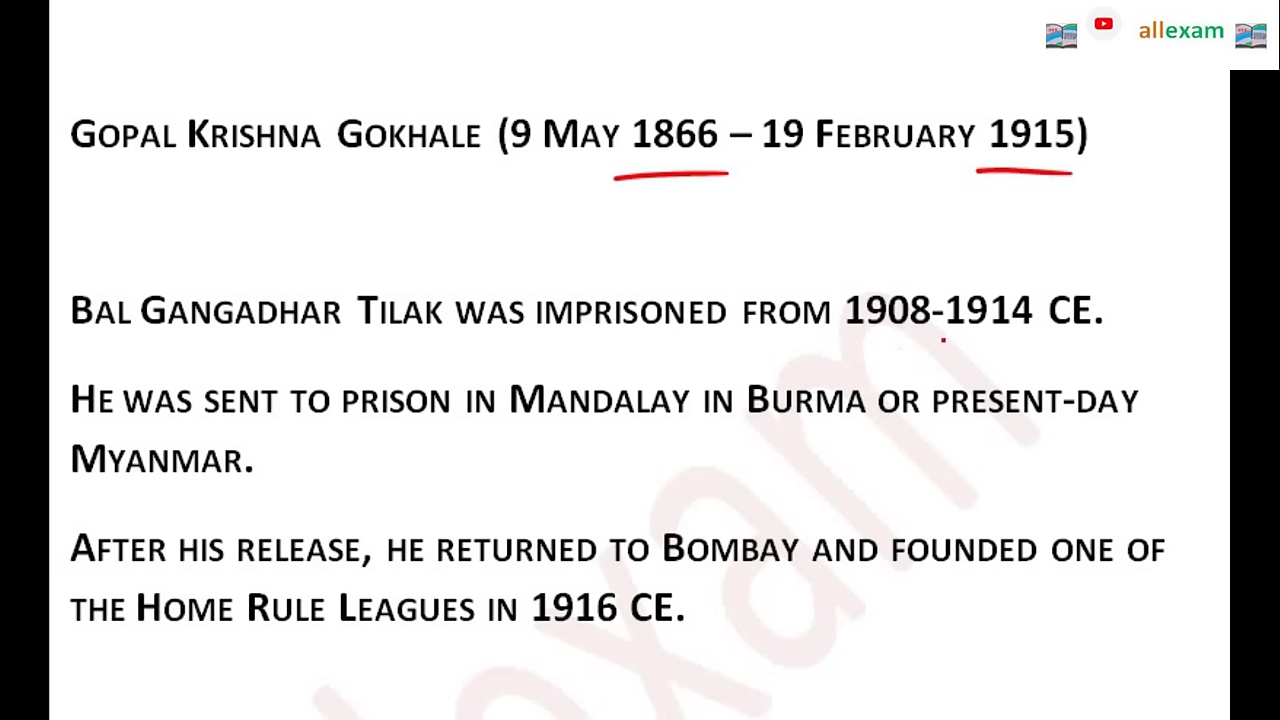 allexam
Gopal Krishna Gokhale (9 May 1866 – 19 February 1915)
Bal Gangadhar Tilak was imprisoned from 1908-1914 CE.
He was sent to prison in Mandalay in Burma or present-day
Myanmar.
After his release, he returned to Bombay and founded one of
the Home Rule Leagues in 1916 CE.